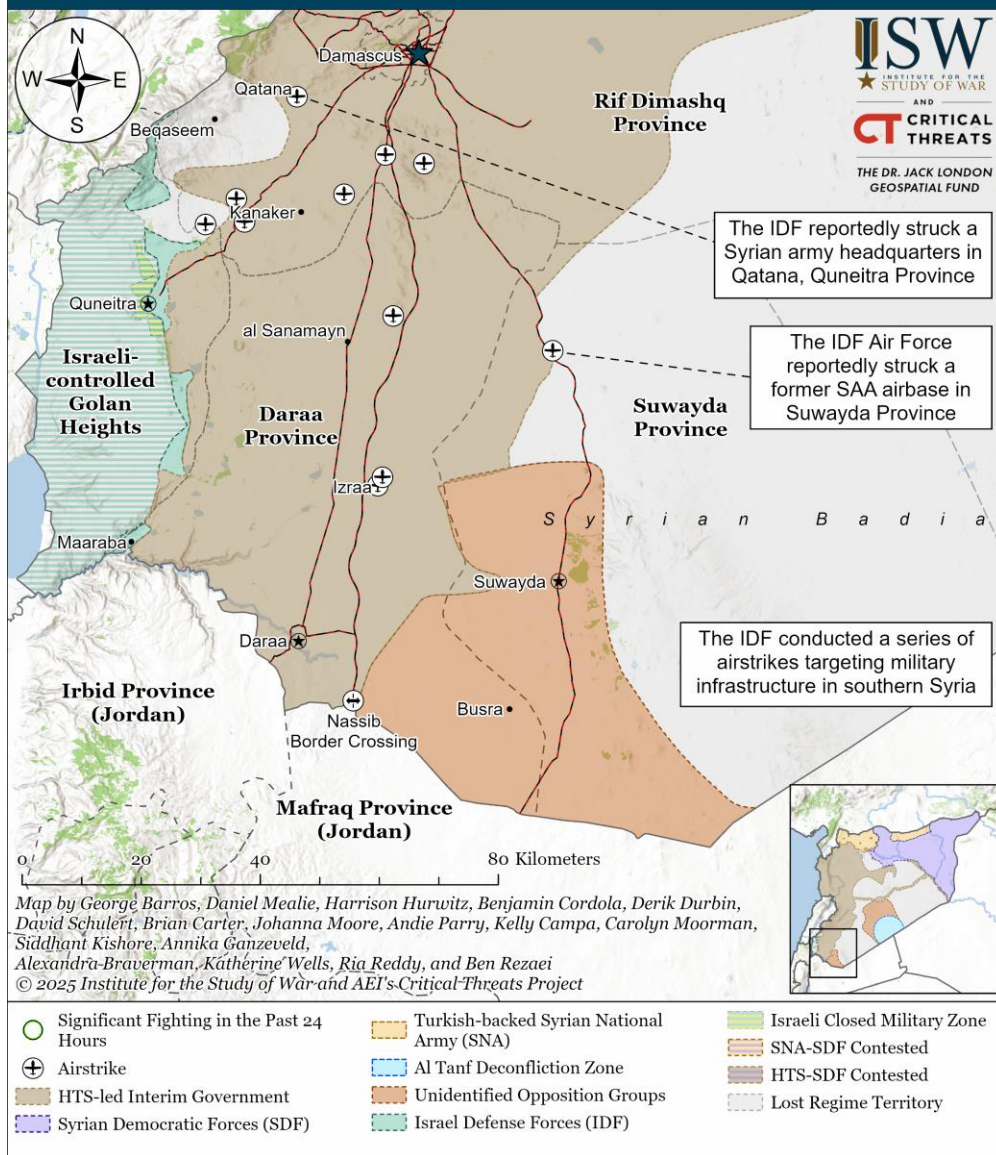 N
W
E
S
ISW
INSTITUTE FOR THE
STUDY OF WAR
AND
CT CRITICAL
THREATS
THE DR. JACK LONDON
GEOSPATIAL FUND
Damascus
Qatana
Beqaseem
Rif Dimashq
Province
Kanaker
The IDF reportedly struck a
Syrian army headquarters in
Qatana, Quneitra Province
Quneitra
al Sanamayn
The IDF Air Force
reportedly struck a
former SAA airbase in
Suwayda Province
Israeli-
controlled
Golan
Heights
Daraa
Province
Suwayda
Province
Izraa
Syrian Badia
Maaraba
Suwayda
Daraa
The IDF conducted a series of
airstrikes targeting military
infrastructure in southern Syria
Irbid Province
(Jordan)
Busra
Nassib
Border Crossing
Mafraq Province
(Jordan)
0 20 40 80 Kilometers
Map by George Barros, Daniel Mealie, Harrison Hurwitz, Benjamin Cordola, Derik Durbin,
David Schulert, Brian Carter, Johanna Moore, Andie Parry, Kelly Campa, Carolyn Moorman,
Siddhant Kishore, Annika Ganzeveld,
Alexandra Braverman, Katherine Wells, Ria Reddy, and Ben Rezaei
© 2025 Institute for the Study of War and AEI's Critical Threats Project
Significant Fighting in the Past 24
Hours
Airstrike
HTS-led Interim Government
Syrian Democratic Forces (SDF)
Turkish-backed Syrian National
Army (SNA)
Al Tanf Deconfliction Zone
Unidentified Opposition Groups
Israel Defense Forces (IDF)
Israeli Closed Military Zone
SNA-SDF Contested
HTS-SDF Contested
Lost Regime Territory